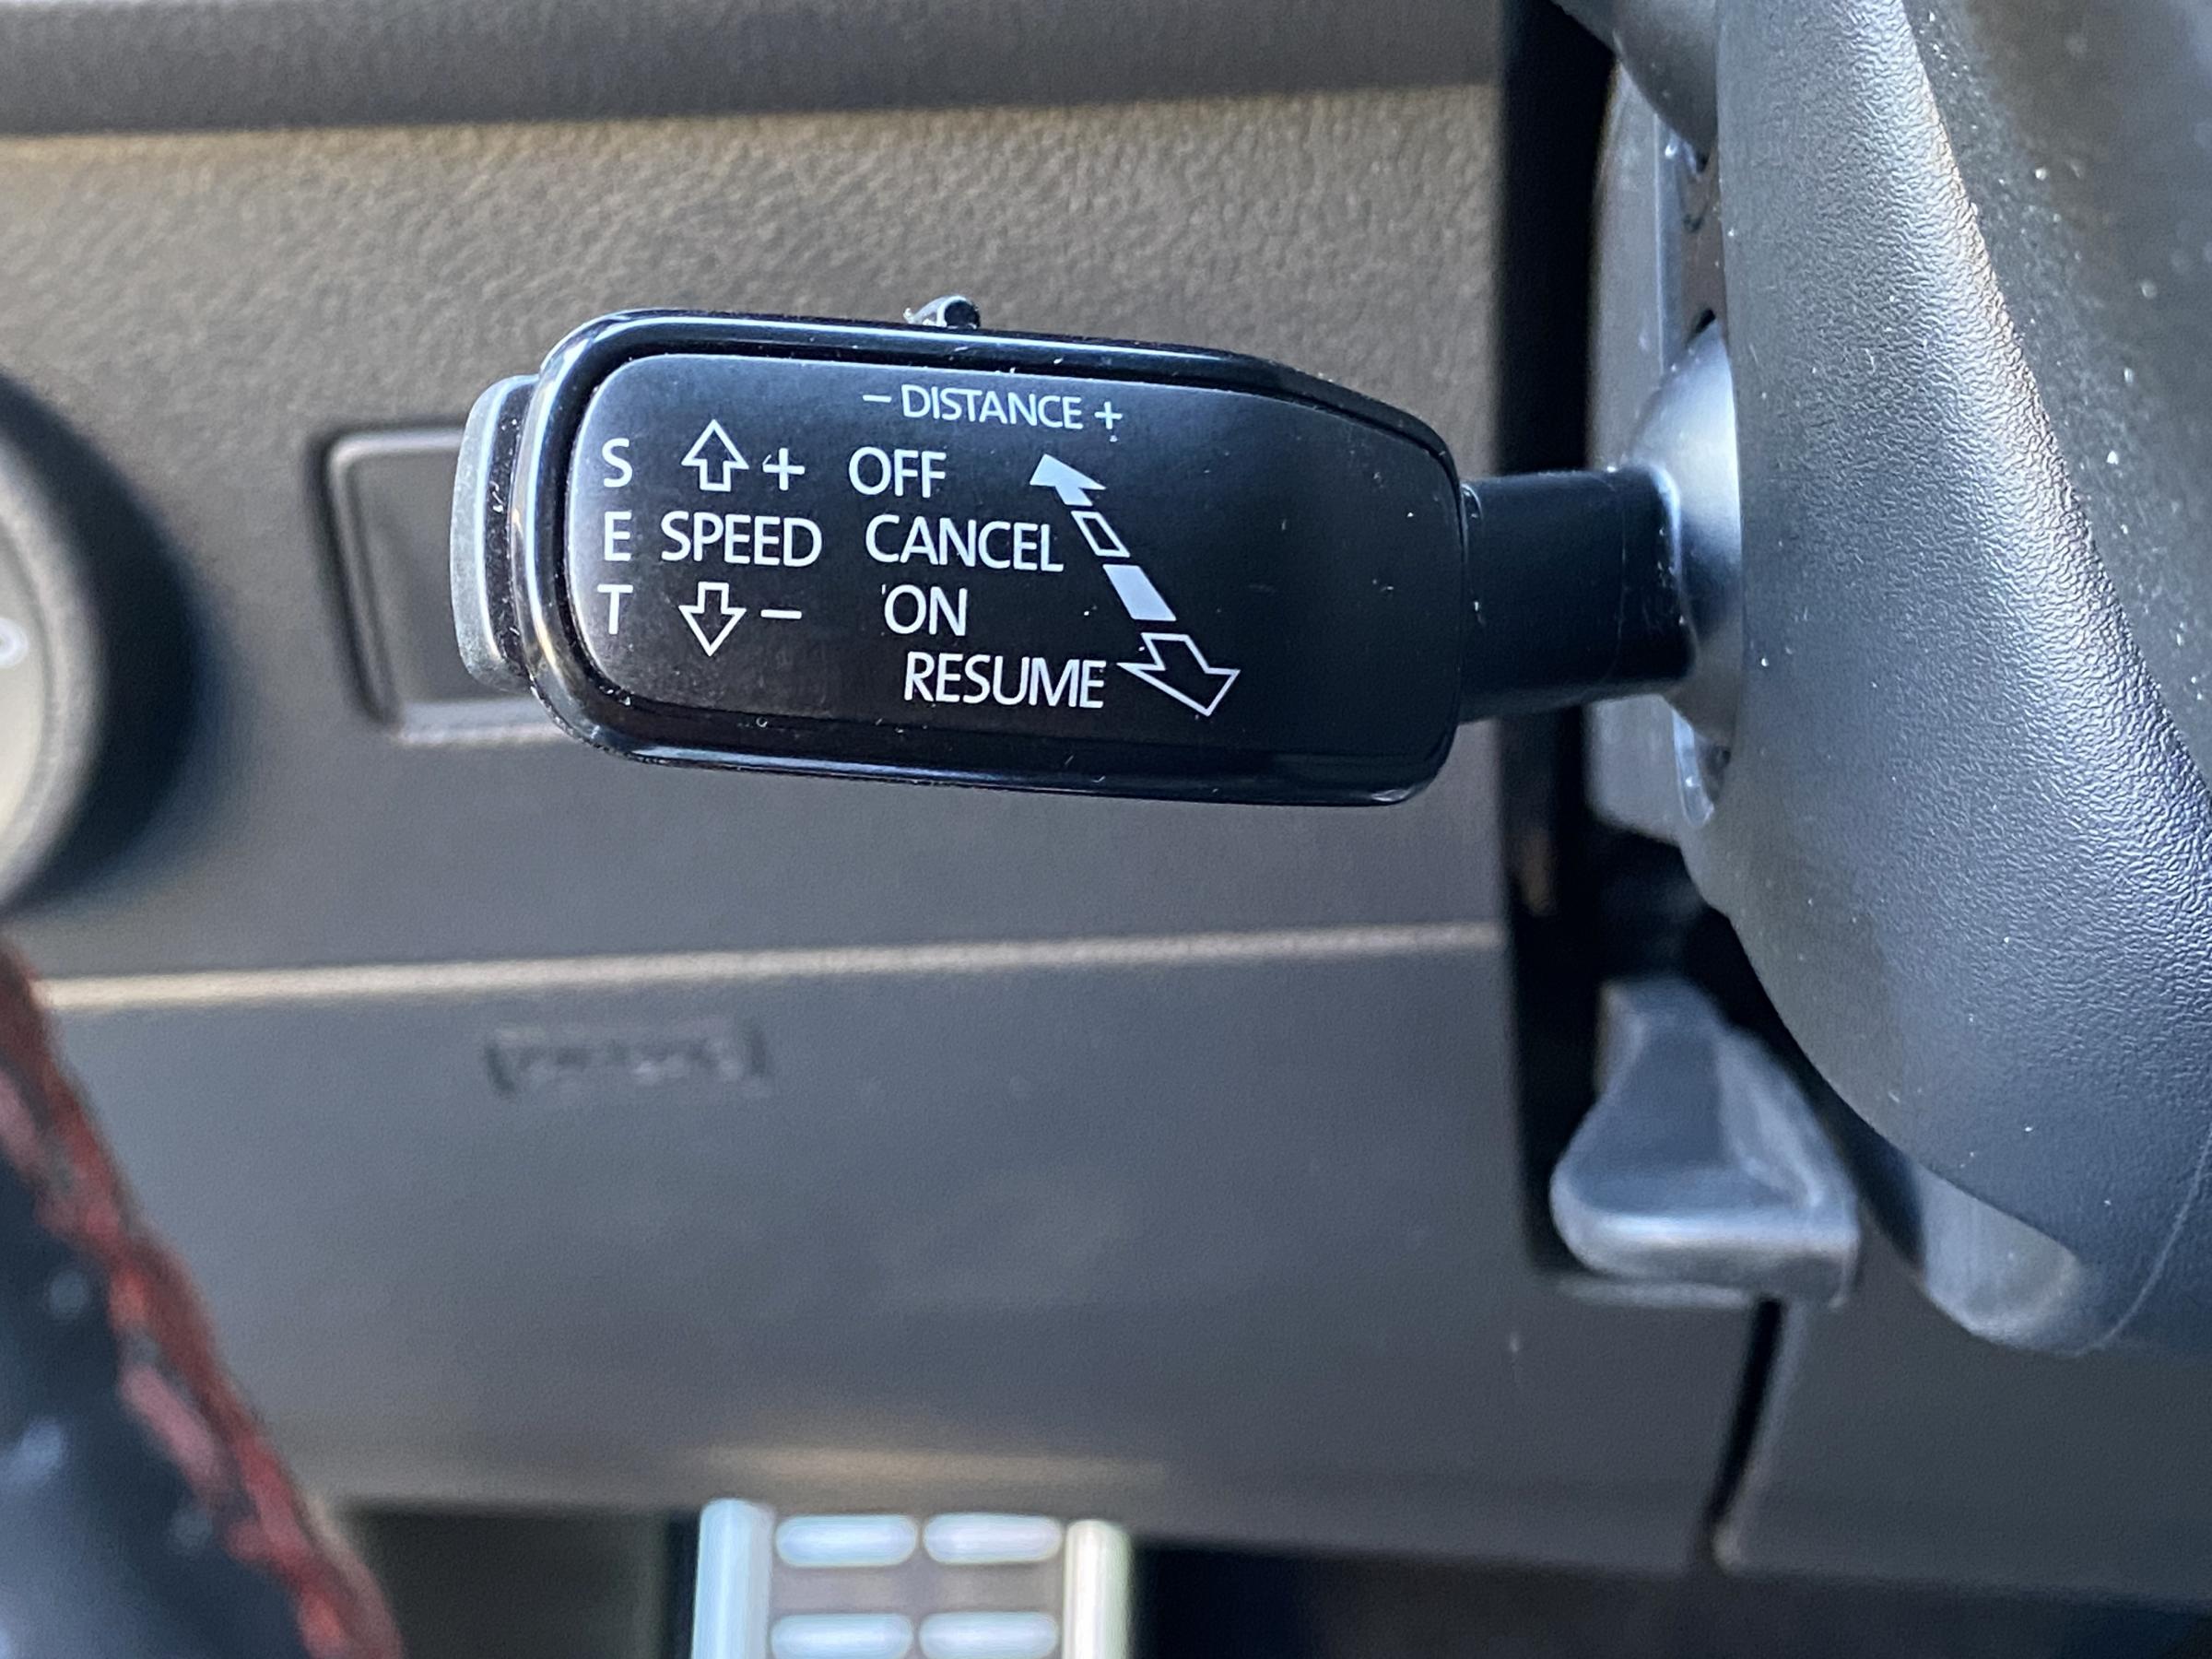 – DISTANCE +
S + OFF
E SPEED CANCEL
T – ON
RESUME